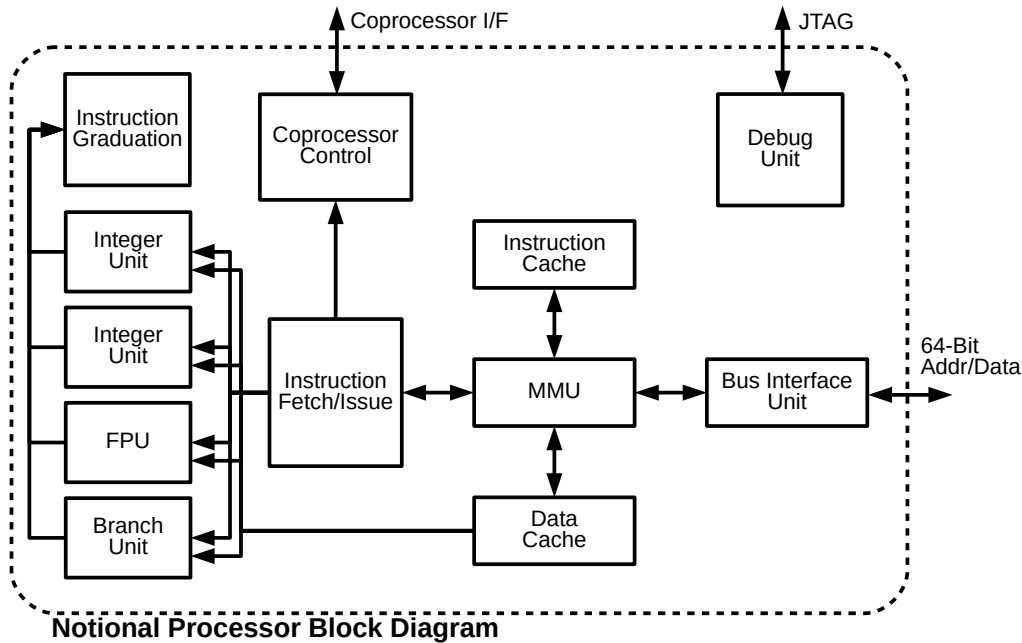 Coprocessor I/F
JTAG
Instruction
Graduation
Coprocessor
Control
Debug
Unit
Integer
Unit
Instruction
Cache
Integer
Unit
Instruction
Fetch/Issue
MMU
Bus Interface
Unit
64-Bit
Addr/Data
FPU
Branch
Unit
Data
Cache
Notional Processor Block Diagram